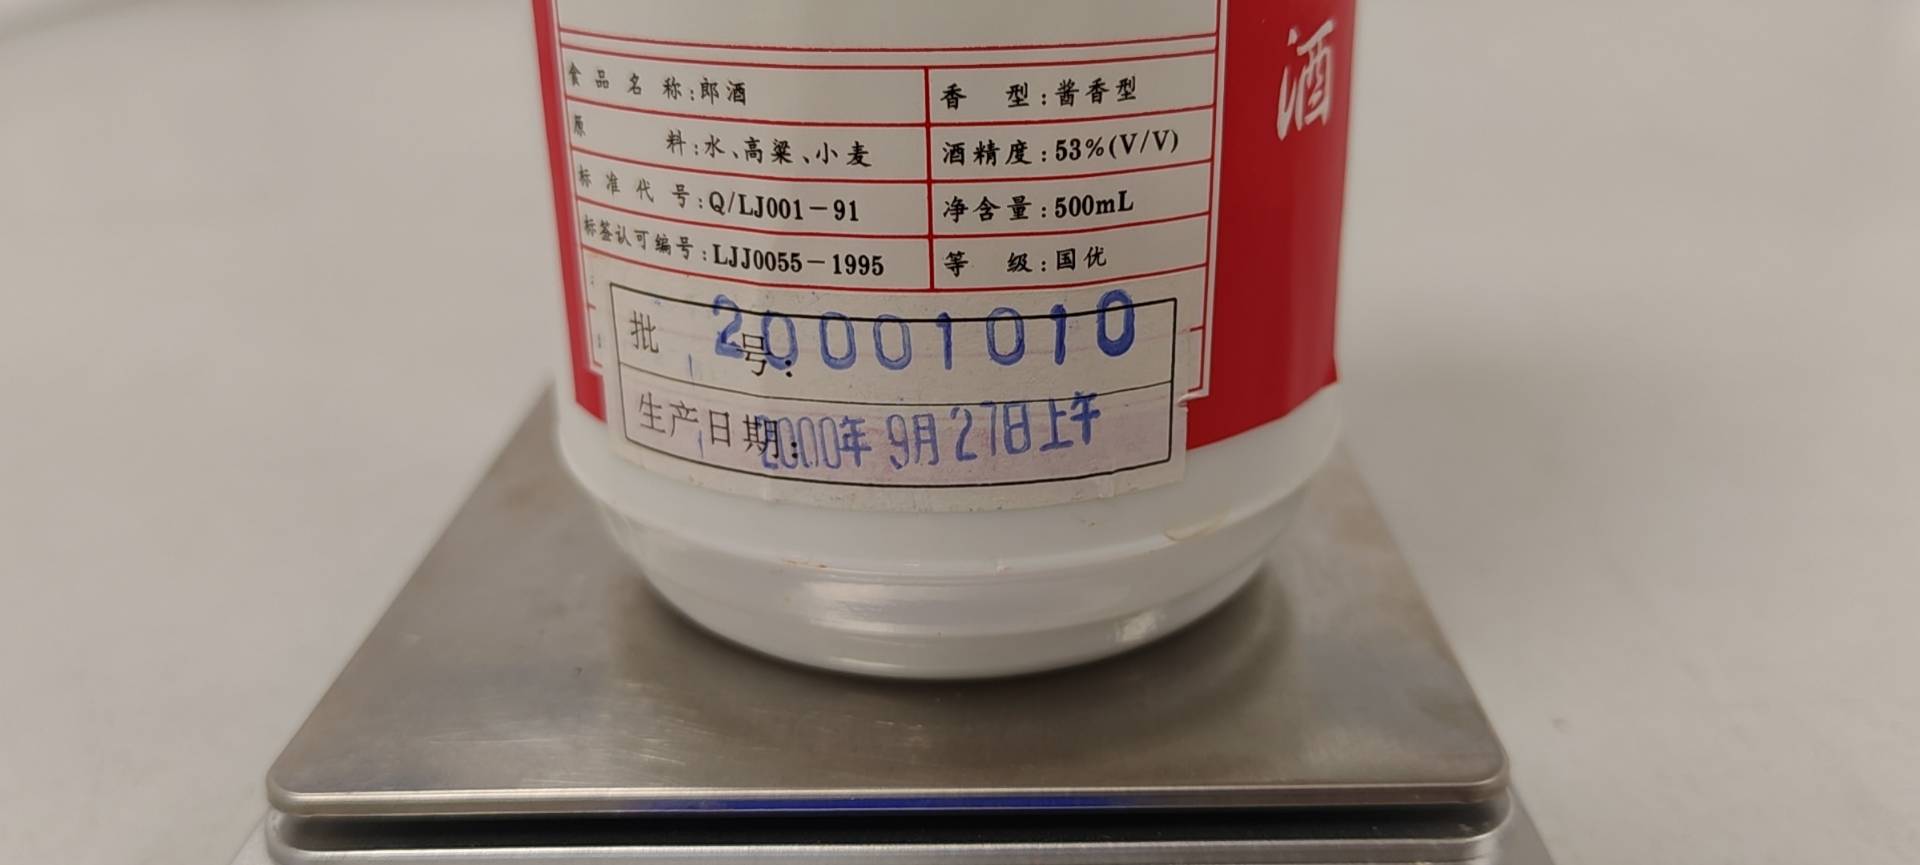 酒
食品名称:郎酒
香型:酱香型
原料:水、高粱、小麦
酒精度:53%(V/V)
标准代号:Q/LJ001-91
净含量:500mL
标签认可编号:LJJ0055-1995
等级:国优
批号:20001010
生产日期:2000年9月27日上午